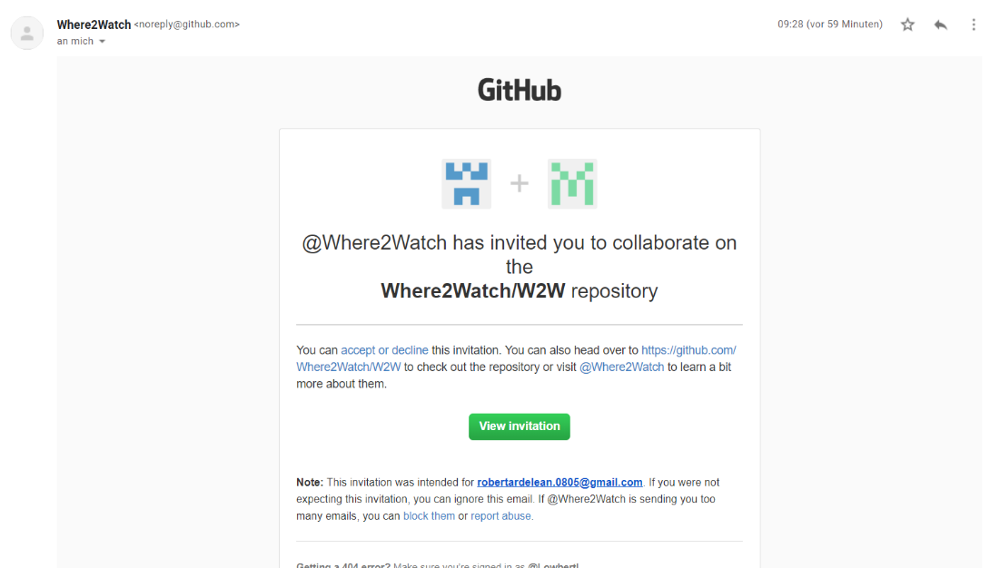 Where2Watch <noreply@github.com>
09:28 (vor 59 Minuten)
an mich
GitHub
@Where2Watch has invited you to collaborate on
the
Where2Watch/W2W repository
You can accept or decline this invitation. You can also head over to https://github.com/
Where2Watch/W2W to check out the repository or visit @Where2Watch to learn a bit
more about them.
View invitation
Note: This invitation was intended for robertardelean.0805@gmail.com. If you were not
expecting this invitation, you can ignore this email. If @Where2Watch is sending you too
many emails, you can block them or report abuse.
Getting a 404 error? Make sure you're signed in as